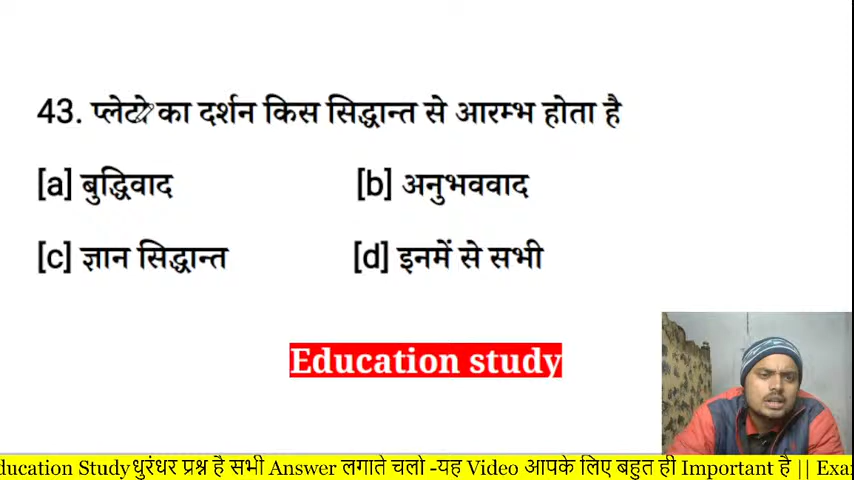 43. प्लेटो का दर्शन किस सिद्धान्त से आरम्भ होता है
[a] बुद्धिवाद [b] अनुभववाद
[c] ज्ञान सिद्धान्त [d] इनमें से सभी
Education study
ducation Studyधुरंधर प्रश्न है सभी Answer लगाते चलो -यह Video आपके लिए बहुत ही Important है || Exa